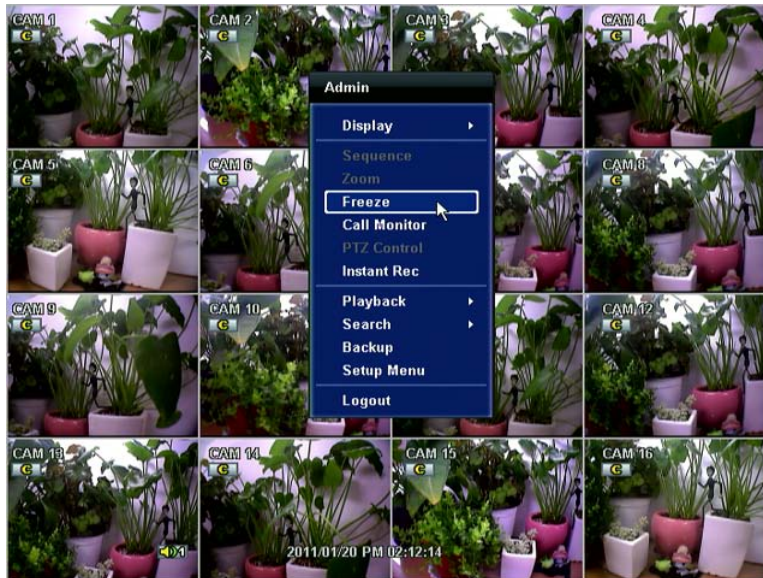 CAM 1
CAM 2
CAM 3
CAM 4
C
C
C
C
Admin
Display
Sequence
Zoom
Freeze
Call Monitor
PTZ Control
Instant Rec
Playback
Search
Backup
Setup Menu
Logout
CAM 5
CAM 6
CAM 8
C
C
C
CAM 9
CAM 10
CAM 12
C
C
C
CAM 13
CAM 14
CAM 15
CAM 16
C
C
C
C
1
2011/01/20 PM 02:12:14